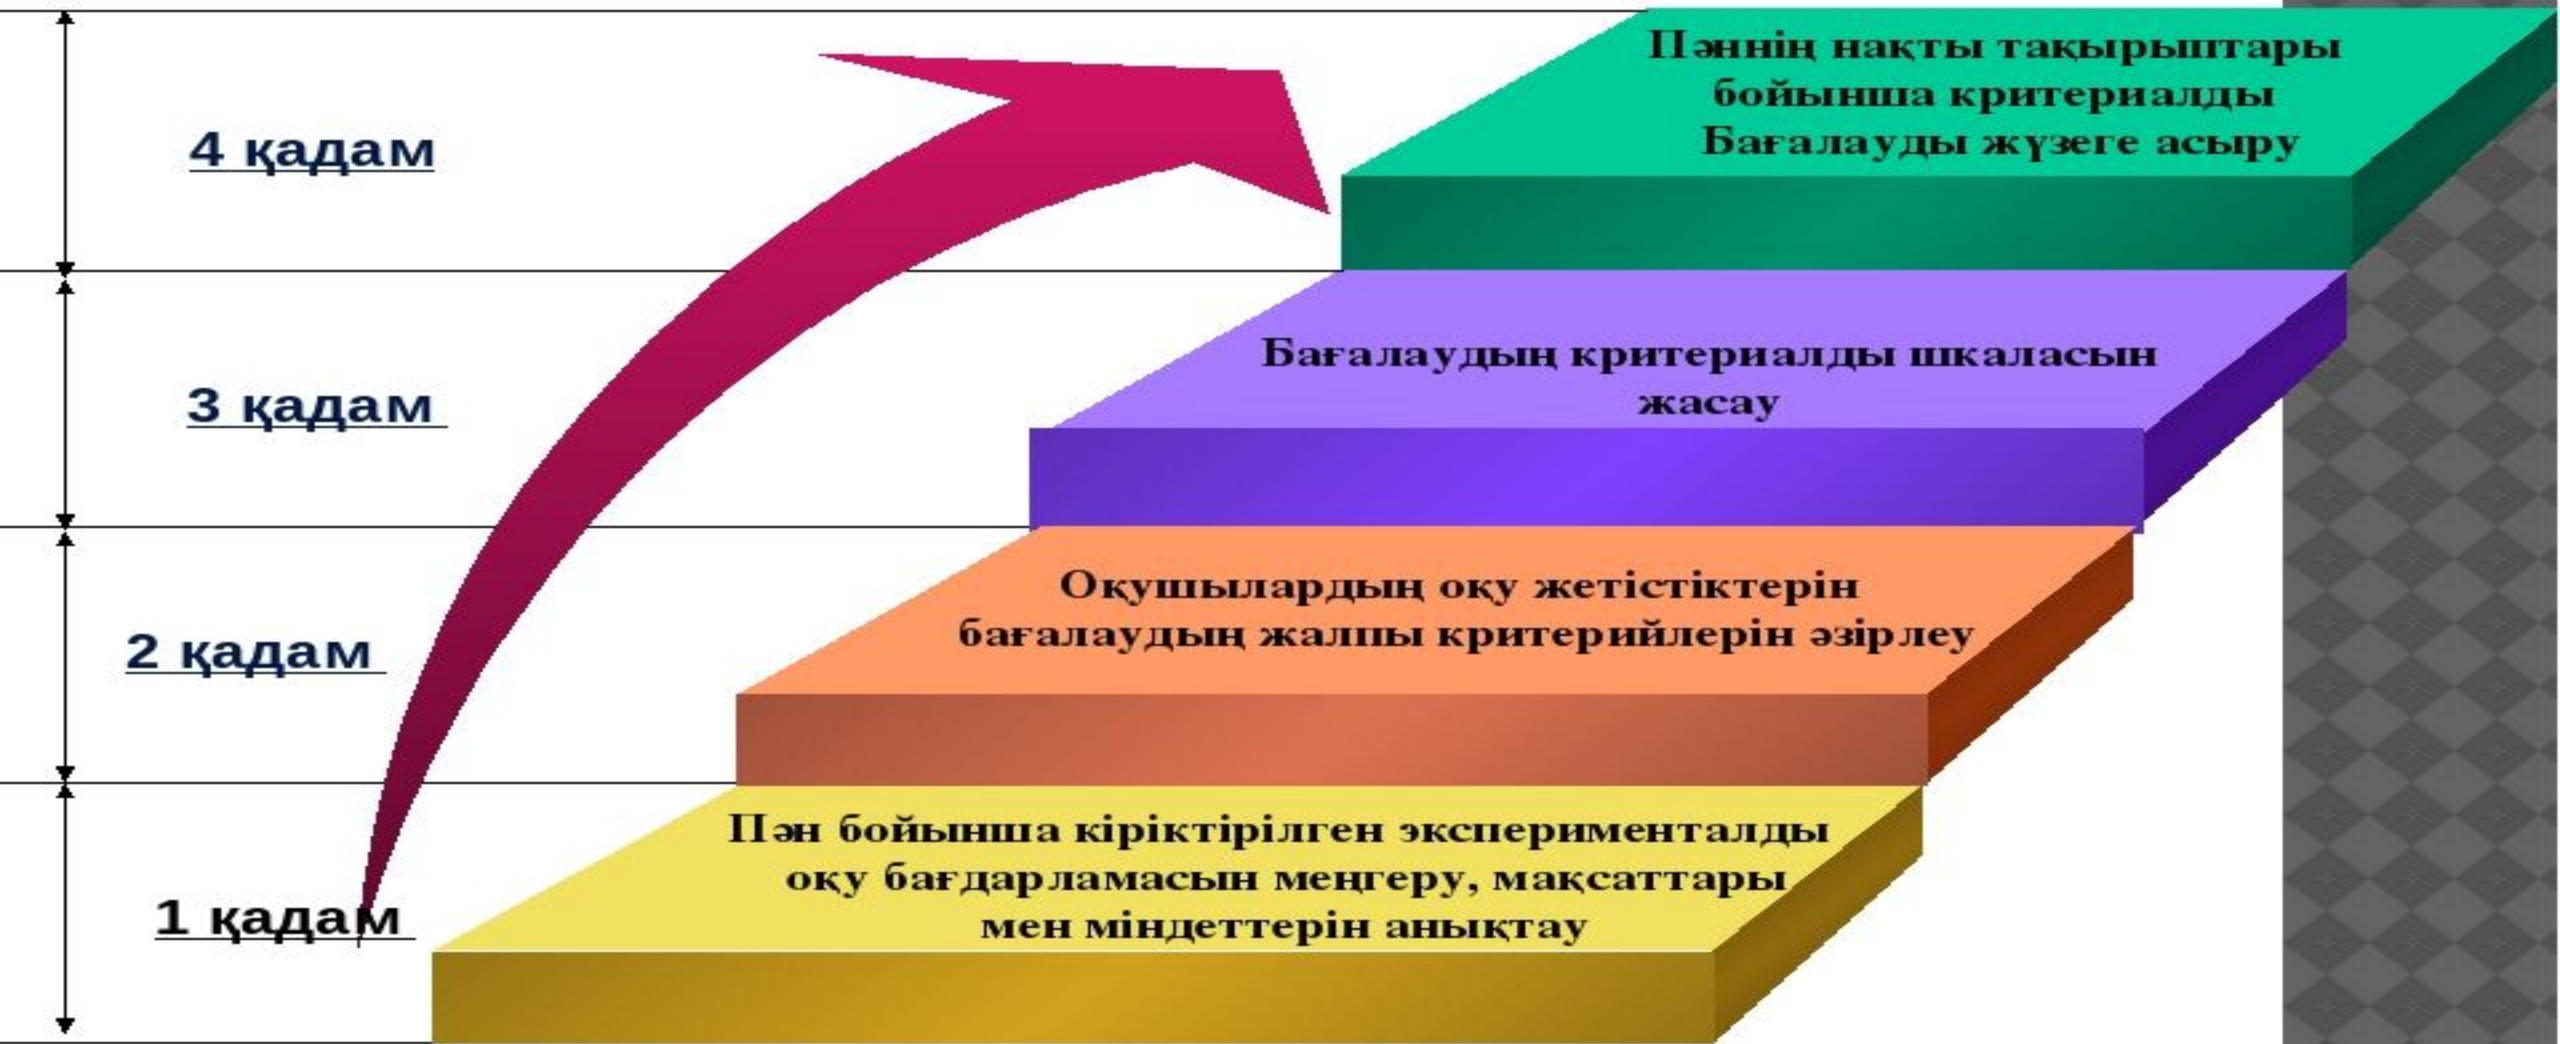 4 қадам
Пәннің нақты тақырыптары
бойынша критериалды
Бағалауды жүзеге асыру
3 қадам
Бағалаудың критериалды шкаласын
жасау
2 қадам
Оқушылардың оқу жетістіктерін
бағалаудың жалпы критерийлерін әзірлеу
1 қадам
Пән бойынша кіріктірілген эксперименталды
оқу бағдарламасын меңгеру, мақсаттары
мен міндеттерін анықтау